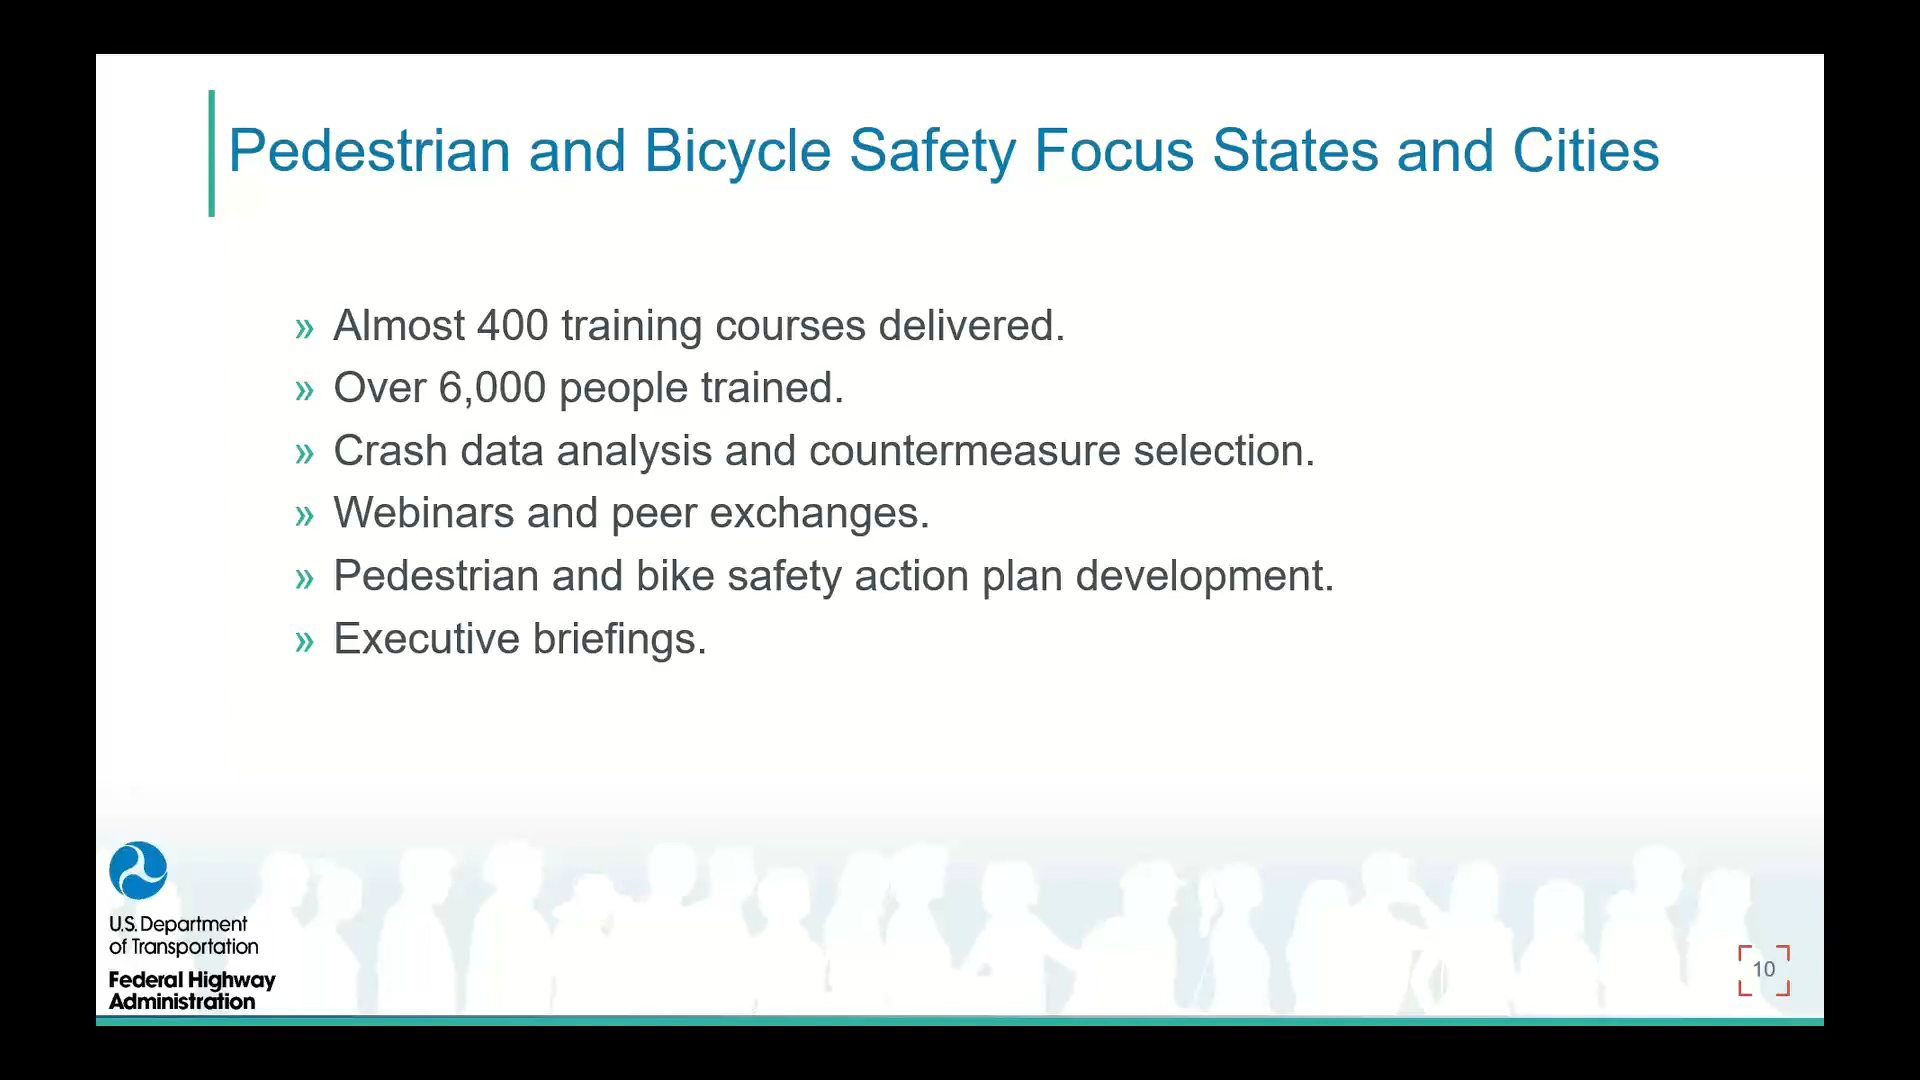 Pedestrian and Bicycle Safety Focus States and Cities
» Almost 400 training courses delivered.
» Over 6,000 people trained.
» Crash data analysis and countermeasure selection.
» Webinars and peer exchanges.
» Pedestrian and bike safety action plan development.
» Executive briefings.
U.S. Department
of Transportation
Federal Highway
Administration
10